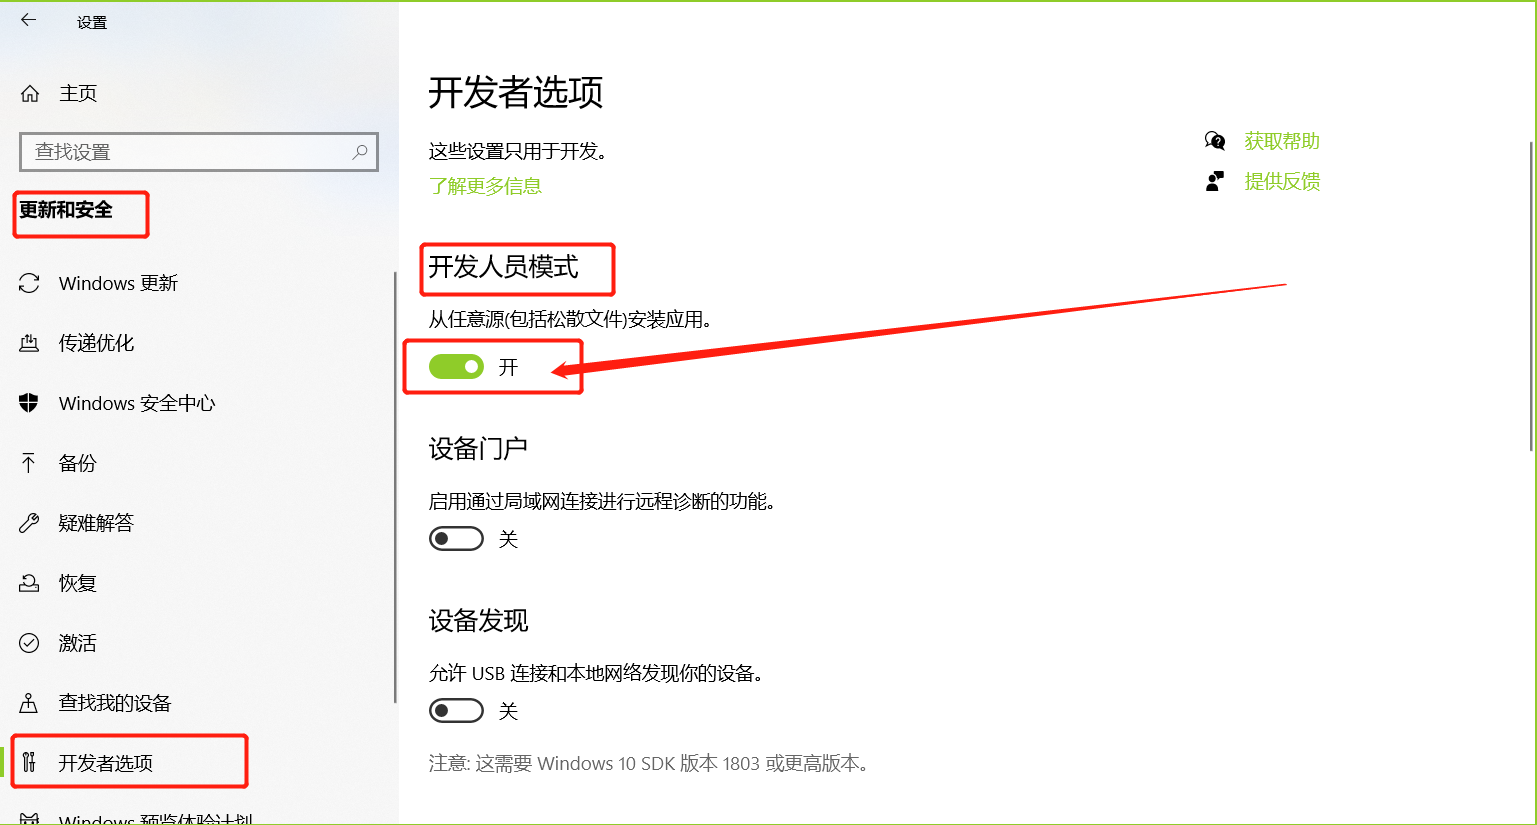 设置
主页
查找设置
更新和安全
Windows 更新
传递优化
Windows 安全中心
备份
疑难解答
恢复
激活
查找我的设备
开发者选项
Windows 预览体验计划
开发者选项
这些设置只用于开发。
了解更多信息
开发人员模式
从任意源(包括松散文件)安装应用。
开
设备门户
启用通过局域网连接进行远程诊断的功能。
关
设备发现
允许 USB 连接和本地网络发现你的设备。
关
注意: 这需要 Windows 10 SDK 版本 1803 或更高版本。
获取帮助
提供反馈